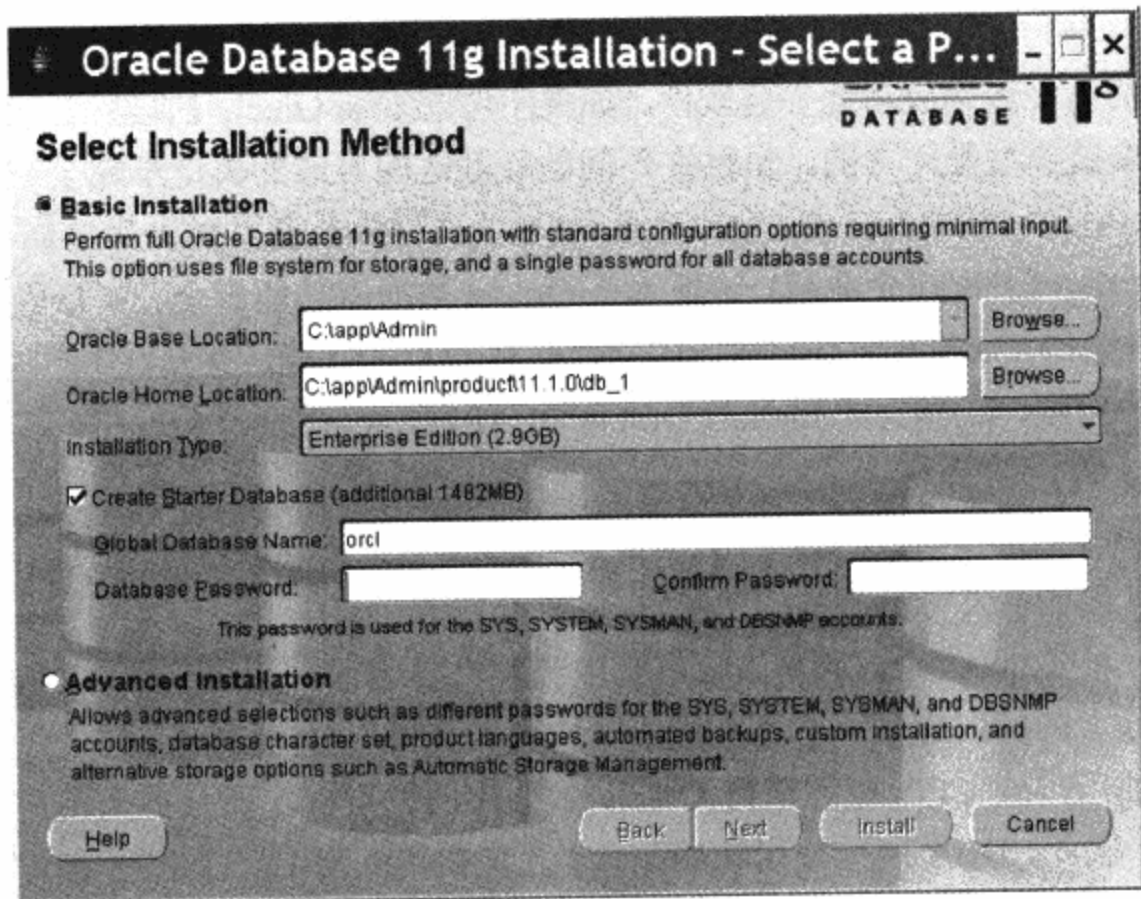 Oracle Database 11g Installation - Select a P...
DATABASE
Select Installation Method
Basic Installation
Perform full Oracle Database 11g installation with standard configuration options requiring minimal input.
This option uses file system for storage, and a single password for all database accounts.
Oracle Base Location: C:\app\Admin Browse...
Oracle Home Location: C:\app\Admin\product\11.1.0\db_1 Browse...
Installation Type: Enterprise Edition (2.9GB)
Create Starter Database (additional 1482MB)
Global Database Name: orcl
Database Password: Confirm Password:
This password is used for the SYS, SYSTEM, SYSMAN, and DBSNMP accounts.
Advanced Installation
Allows advanced selections such as different passwords for the SYS, SYSTEM, SYSMAN, and DBSNMP
accounts, database character set, product languages, automated backups, custom installation, and
alternative storage options such as Automatic Storage Management.
Help Back Next Install Cancel